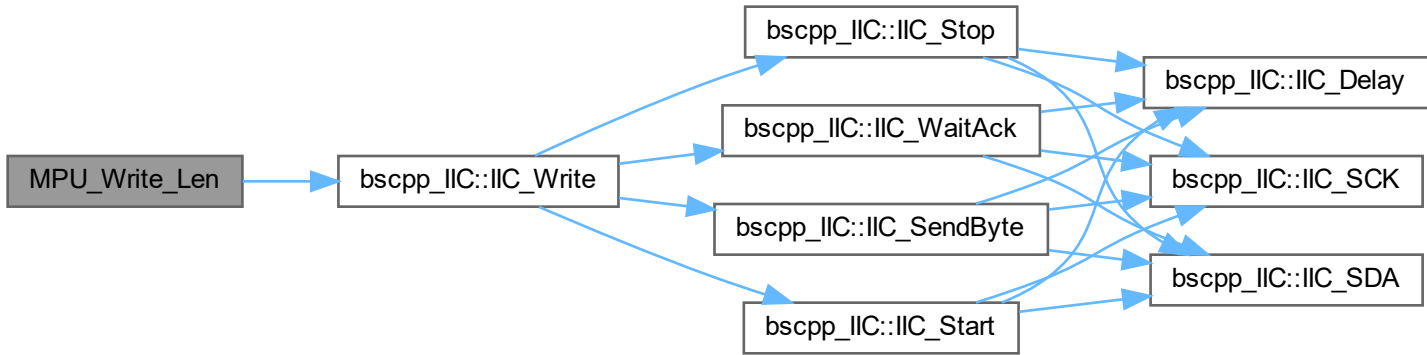 MPU_Write_Len
bscpp_IIC::IIC_Write
bscpp_IIC::IIC_Stop
bscpp_IIC::IIC_WaitAck
bscpp_IIC::IIC_SendByte
bscpp_IIC::IIC_Start
bscpp_IIC::IIC_Delay
bscpp_IIC::IIC_SCK
bscpp_IIC::IIC_SDA